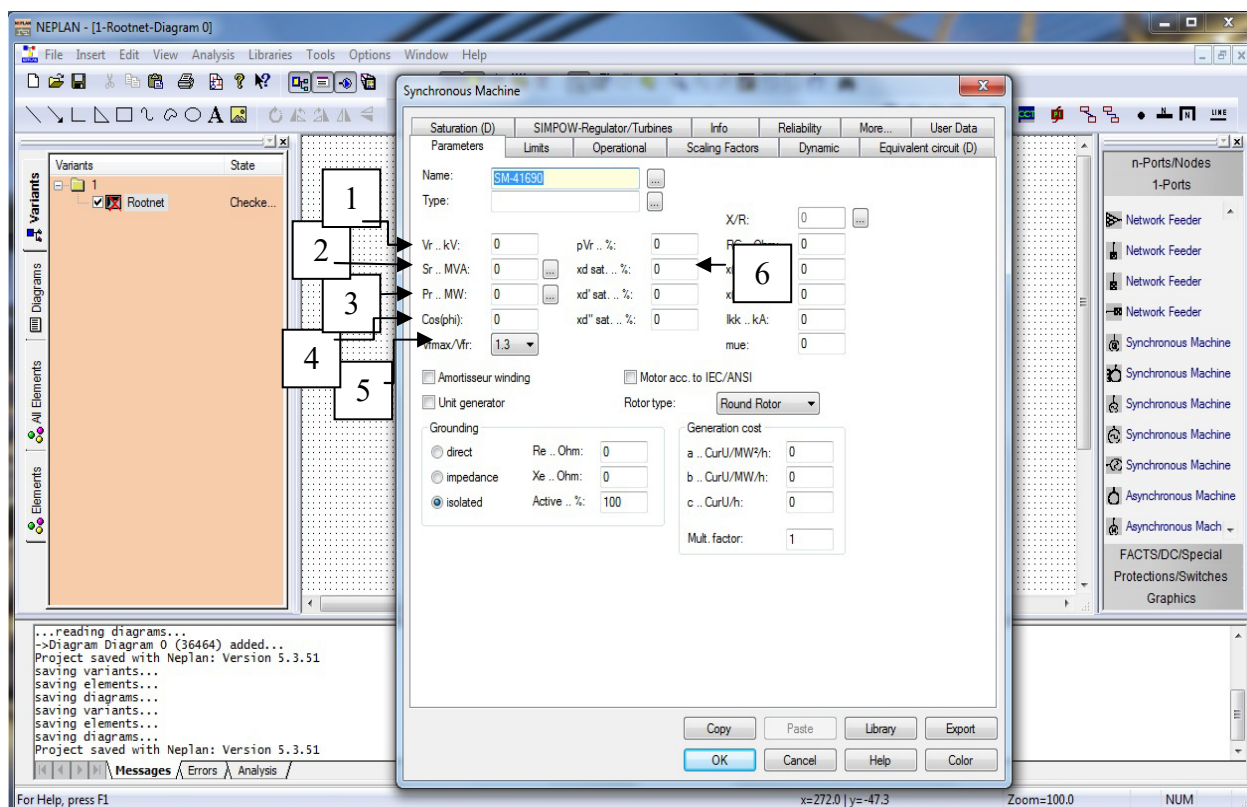 NEPLAN - [1-Rootnet-Diagram 0]
File Insert Edit View Analysis Libraries Tools Options Window Help
Synchronous Machine
Saturation (D) SIMPOW-Regulator/Turbines Info Reliability More... User Data
Parameters Limits Operational Scaling Factors Dynamic Equivalent circuit (D)
Name: SM-41690 ...
Type: ...
X/R: 0 ...
Vr .. kV: 0 pVr .. %: 0 0
Sr .. MVA: 0 ... xd sat. .. %: 0 0
Pr .. MW: 0 ... xd' sat. .. %: 0 0
Cos(phi): 0 xd" sat. .. %: 0 Ikk .. kA: 0
1.3 mue: 0
Amortisseur winding Motor acc. to IEC/ANSI
Unit generator Rotor type: Round Rotor
Grounding Generation cost
direct Re .. Ohm: 0 a .. CurU/MW²/h: 0
impedance Xe .. Ohm: 0 b .. CurU/MW/h: 0
isolated Active .. %: 100 c .. CurU/h: 0
Mult. factor: 1
Copy Paste Library Export
OK Cancel Help Color
1
2
3
4
5
6
Variants
Diagrams
All Elements
Elements
Variants State
1
Rootnet Checke...
n-Ports/Nodes
1-Ports
Network Feeder
Network Feeder
Network Feeder
Network Feeder
Synchronous Machine
Synchronous Machine
Synchronous Machine
Synchronous Machine
Synchronous Machine
Asynchronous Machine
Asynchronous Mach
FACTS/DC/Special
Protections/Switches
Graphics
...reading diagrams...
->Diagram Diagram 0 (36464) added...
Project saved with Neplan: Version 5.3.51
saving variants...
saving elements...
saving diagrams...
saving variants...
saving elements...
saving diagrams...
Project saved with Neplan: Version 5.3.51
Messages Errors Analysis
For Help, press F1 x=272.0 | y=-47.3 Zoom=100.0 NUM